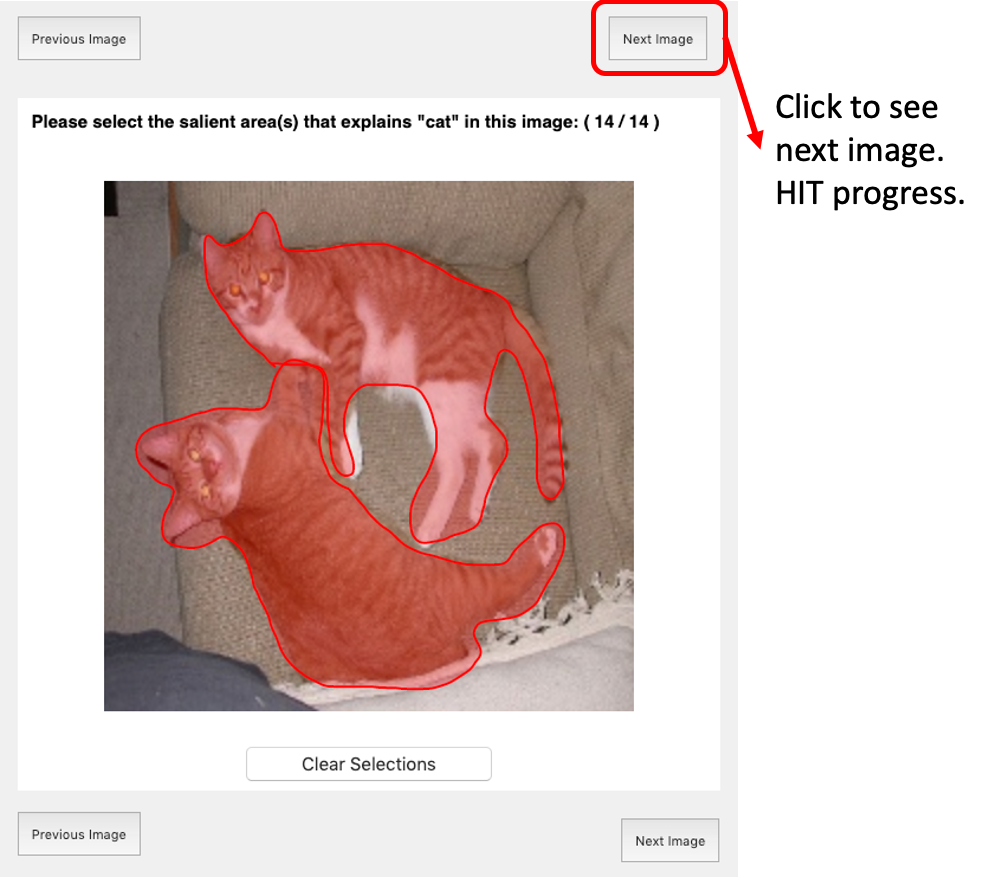 Previous Image
Next Image
Click to see
next image.
HIT progress.
Please select the salient area(s) that explains "cat" in this image: ( 14 / 14 )
Clear Selections
Previous Image
Next Image